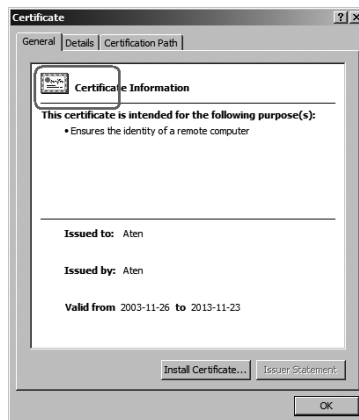 Certificate
General Details Certification Path
Certificate Information
This certificate is intended for the following purpose(s):
• Ensures the identity of a remote computer
Issued to: Aten
Issued by: Aten
Valid from 2003-11-26 to 2013-11-23
Install Certificate... Issuer Statement
OK